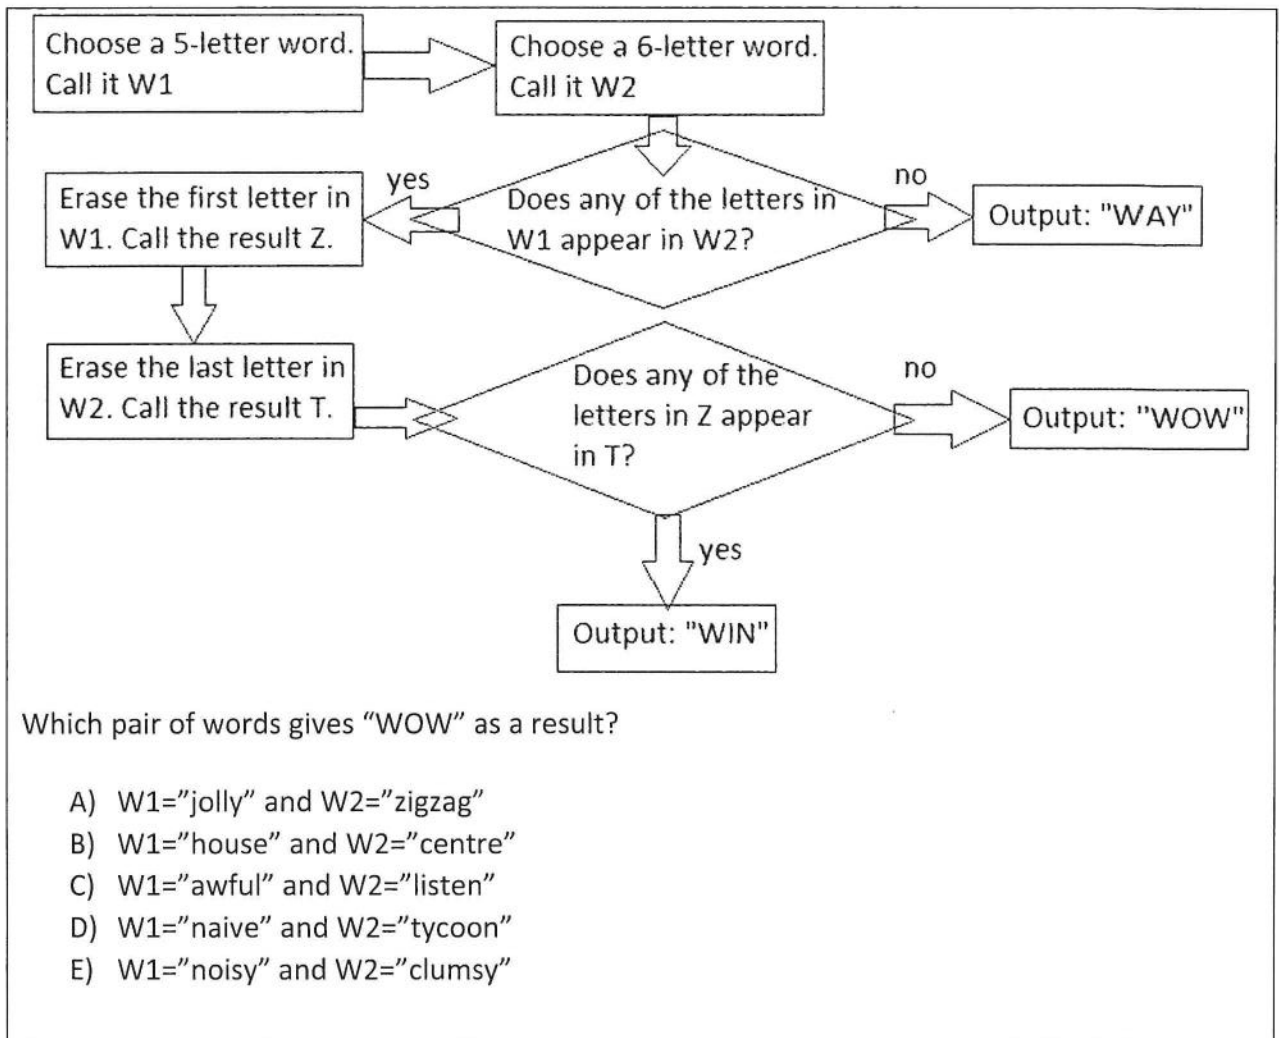 Choose a 5-letter word.
Call it W1
Choose a 6-letter word.
Call it W2
Does any of the letters in
W1 appear in W2?
no
Output: "WAY"
yes
Erase the first letter in
W1. Call the result Z.
Erase the last letter in
W2. Call the result T.
Does any of the
letters in Z appear
in T?
no
Output: "WOW"
yes
Output: "WIN"
Which pair of words gives “WOW” as a result?
A) W1=”jolly” and W2=”zigzag”
B) W1=”house” and W2=”centre”
C) W1=”awful” and W2=”listen”
D) W1=”naive” and W2=”tycoon”
E) W1=”noisy” and W2=”clumsy”